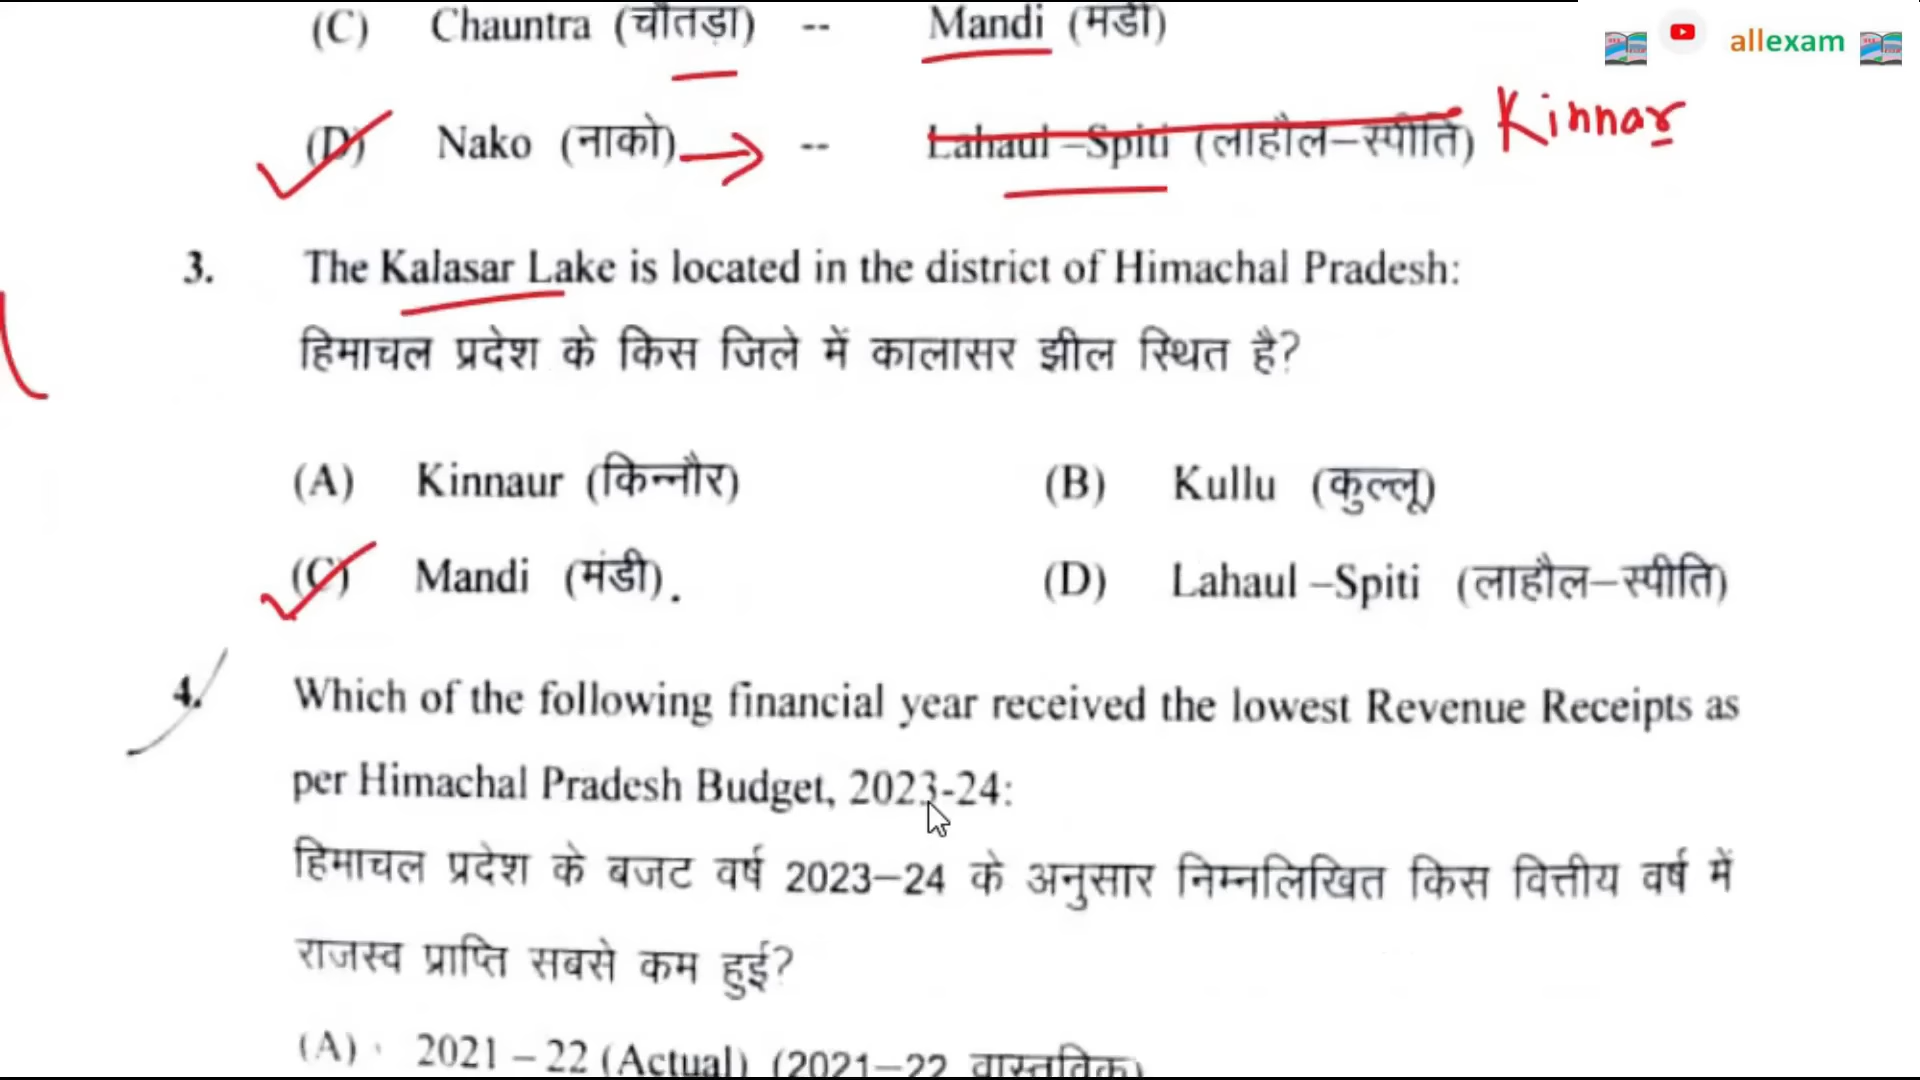 allexam
(C) Chauntra (चौंतड़ा) -- Mandi (मंडी)
(D) Nako (नाको) -- Lahaul –Spiti (लाहौल–स्पीति) Kinnar
3. The Kalasar Lake is located in the district of Himachal Pradesh:
हिमाचल प्रदेश के किस जिले में कालासर झील स्थित है?
(A) Kinnaur (किन्नौर) (B) Kullu (कुल्लू)
(C) Mandi (मंडी). (D) Lahaul –Spiti (लाहौल–स्पीति)
4. Which of the following financial year received the lowest Revenue Receipts as
per Himachal Pradesh Budget, 2023-24:
हिमाचल प्रदेश के बजट वर्ष 2023–24 के अनुसार निम्नलिखित किस वित्तीय वर्ष में
राजस्व प्राप्ति सबसे कम हुई?
(A) 2021 – 22 (Actual) (2021–22 वास्तविक)